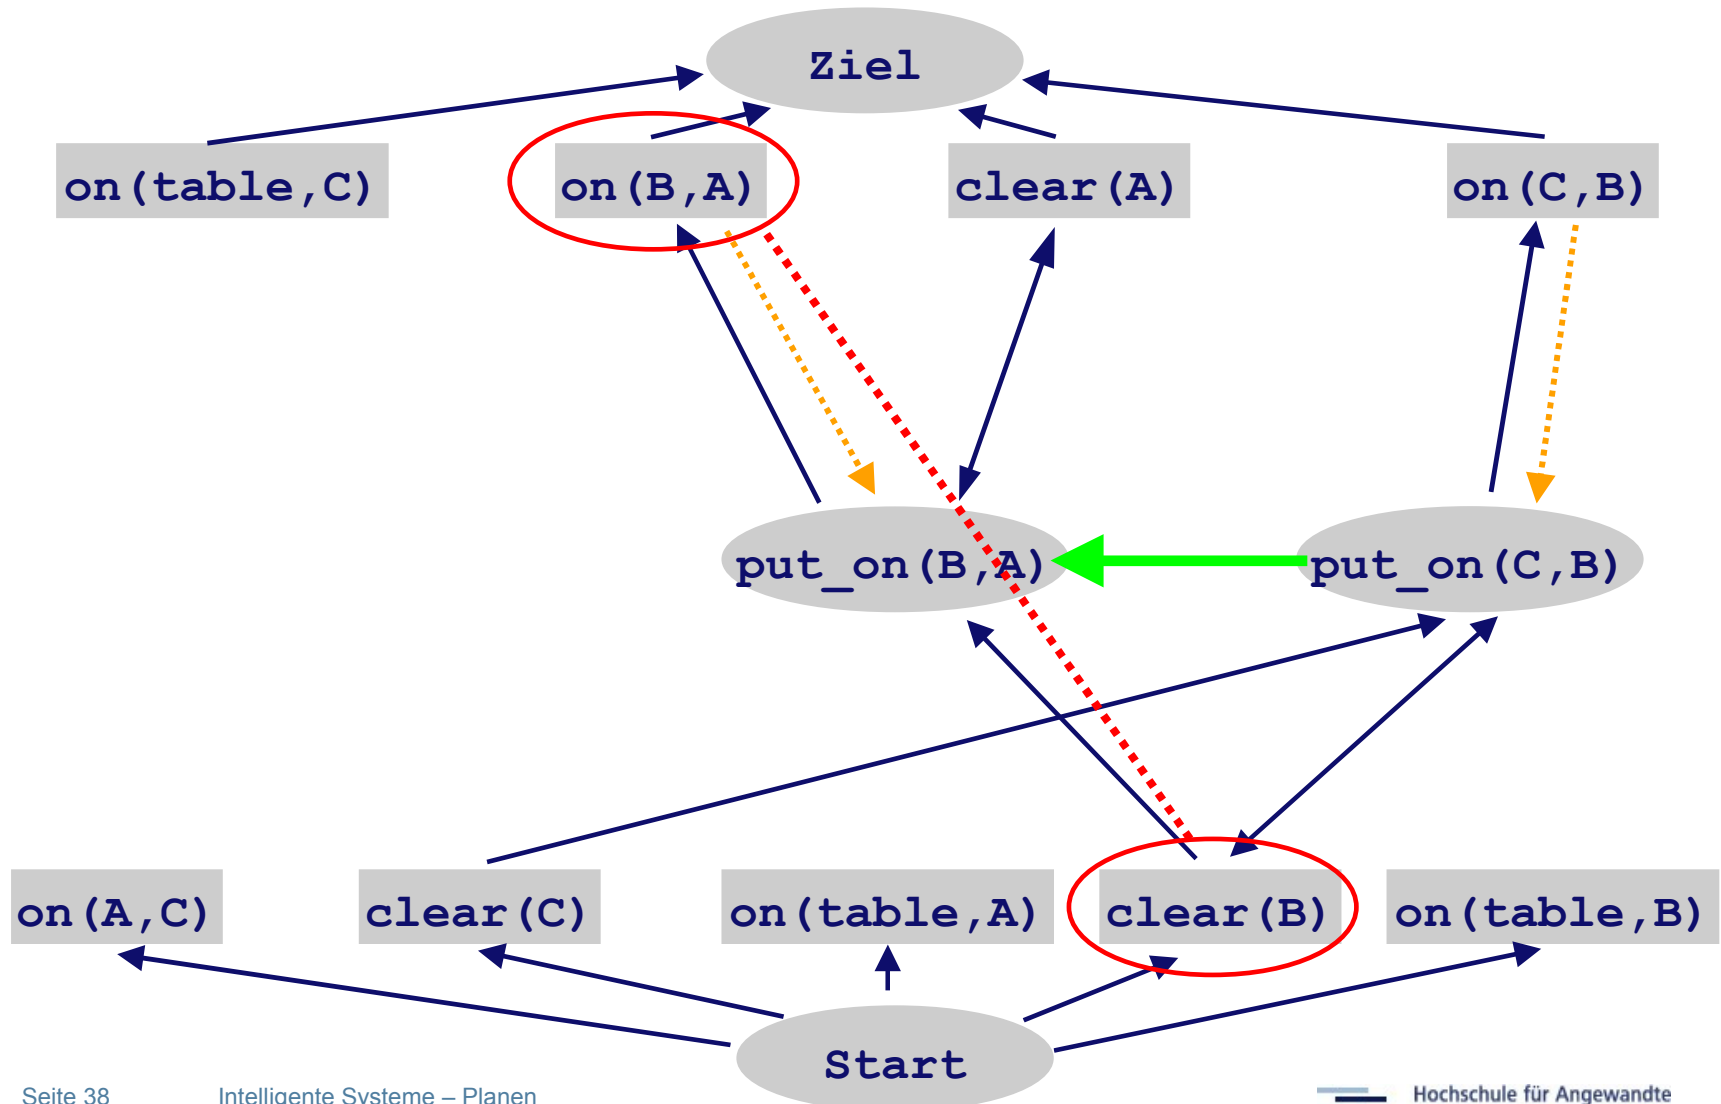 Ziel
on(table,C) on(B,A) clear(A) on(C,B)
put_on(B,A) put_on(C,B)
on(A,C) clear(C) on(table,A) clear(B) on(table,B)
Start
Seite 38 Intelligente Systeme – Planen Hochschule für Angewandte